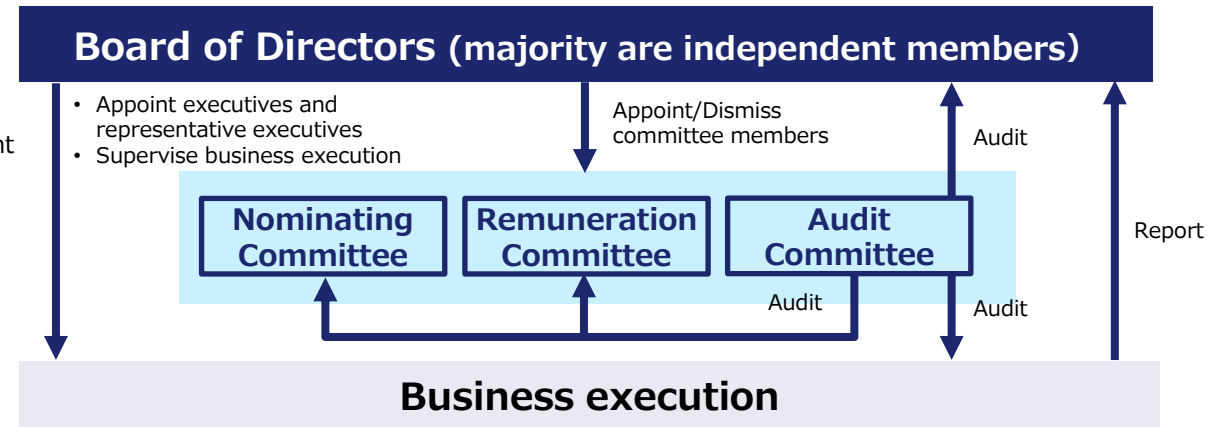 Board of Directors (majority are independent members）
• Appoint executives and
representative executives
• Supervise business execution
Appoint/Dismiss
committee members
Audit
Nominating
Committee
Remuneration
Committee
Audit
Committee
Report
Audit
Audit
Business execution